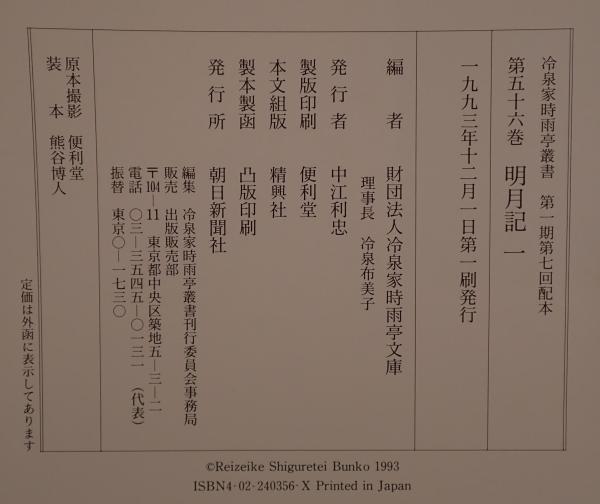 冷泉家時雨亭叢書 第一期第七回配本
第五十六巻 明月記 一
一九九三年十二月一日第一刷発行
編者 財団法人冷泉家時雨亭文庫
理事長 冷泉布美子
発行者 中江利忠
製版印刷 便利堂
本文組版 精興社
製本製函 凸版印刷
発行所 朝日新聞社
編集 冷泉家時雨亭叢書刊行委員会事務局
販売 出版販売部
〒104―11 東京都中央区築地五―三―二
電話 〇三―三五四五―〇一三一 (代表)
振替 東京〇―一七三〇
原本撮影 便利堂
装本 熊谷博人
定価は外函に表示してあります
©Reizeike Shiguretei Bunko 1993
ISBN4-02-240356-X Printed in Japan